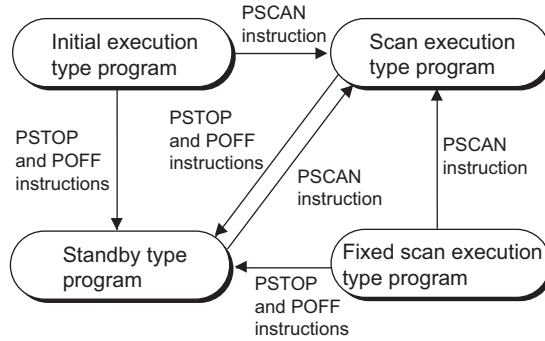 PSCAN
instruction
Initial execution
type program
Scan execution
type program
PSTOP
and POFF
instructions
PSTOP
and POFF
instructions
PSCAN
instruction
PSCAN
instruction
Standby type
program
Fixed scan execution
type program
PSTOP
and POFF
instructions